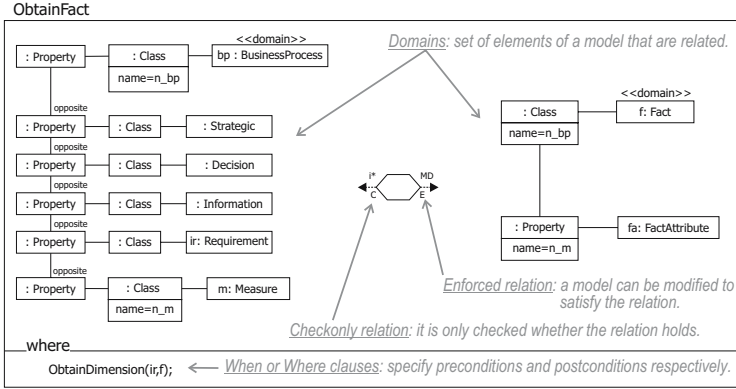 ObtainFact
<<domain>>
: Property
: Class
name=n_bp
bp : BusinessProcess
opposite
: Property
: Class
: Strategic
opposite
: Property
: Class
: Decision
opposite
: Property
: Class
: Information
opposite
: Property
: Class
ir: Requirement
opposite
: Property
: Class
name=n_m
m: Measure
Domains: set of elements of a model that are related.
i*
MD
C
E
<<domain>>
: Class
name=n_bp
f: Fact
: Property
name=n_m
fa: FactAttribute
Enforced relation: a model can be modified to
satisfy the relation.
Checkonly relation: it is only checked whether the relation holds.
where
ObtainDimension(ir,f);
When or Where clauses: specify preconditions and postconditions respectively.